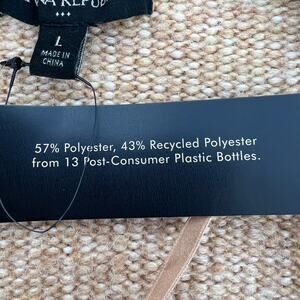 L
MADE IN
CHINA
57% Polyester, 43% Recycled Polyester
from 13 Post-Consumer Plastic Bottles.